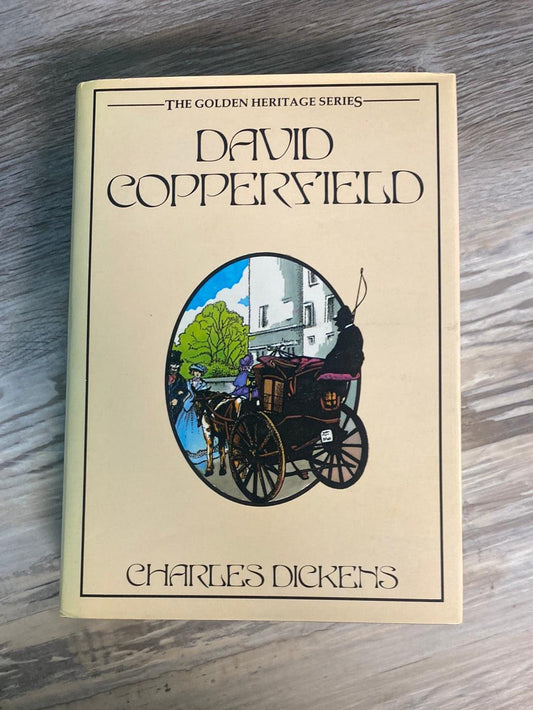 THE GOLDEN HERITAGE SERIES
DAVID
COPPERFIELD
CHARLES DICKENS